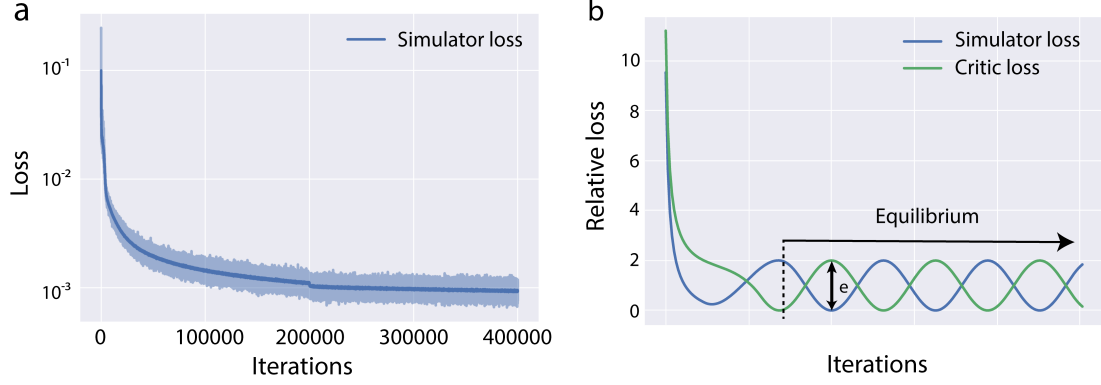 a
Simulator loss
10-1
10-2
10-3
Loss
0
100000
200000
300000
400000
Iterations
b
Simulator loss
Critic loss
10
8
6
4
2
0
Relative loss
Equilibrium
e
Iterations